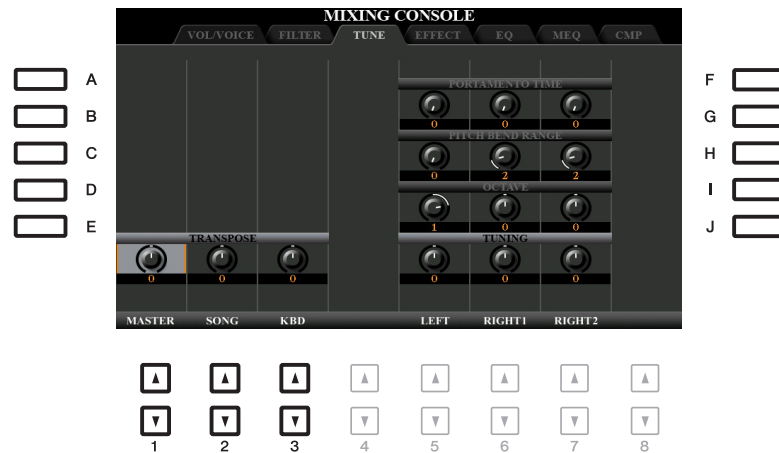 MIXING CONSOLE
VOL/VOICE FILTER TUNE EFFECT EQ MEQ CMP
A F
PORTAMENTO TIME
B G
0 0 0
PITCH BEND RANGE
C H
0 2 2
D OCTAVE I
E J
1 0 0
TRANSPOSE TUNING
0 0 0 0 0 0
MASTER SONG KBD LEFT RIGHT1 RIGHT2
1 2 3 4 5 6 7 8